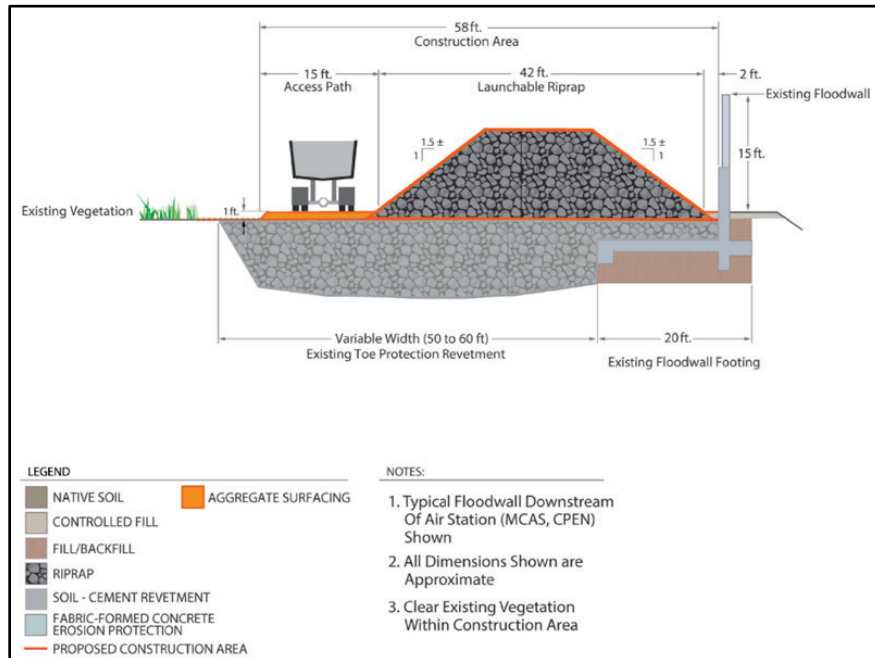 58 ft.
Construction Area
15 ft.
Access Path
42 ft.
Launchable Riprap
2 ft.
Existing Floodwall
1.5 ±
1
1.5 ±
1
15 ft.
Existing Vegetation
1 ft.
Variable Width (50 to 60 ft)
Existing Toe Protection Revetment
20 ft.
Existing Floodwall Footing
LEGEND
NATIVE SOIL
AGGREGATE SURFACING
CONTROLLED FILL
FILL/BACKFILL
RIPRAP
SOIL - CEMENT REVETMENT
FABRIC-FORMED CONCRETE
EROSION PROTECTION
PROPOSED CONSTRUCTION AREA
NOTES:
1. Typical Floodwall Downstream
Of Air Station (MCAS, CPEN)
Shown
2. All Dimensions Shown are
Approximate
3. Clear Existing Vegetation
Within Construction Area